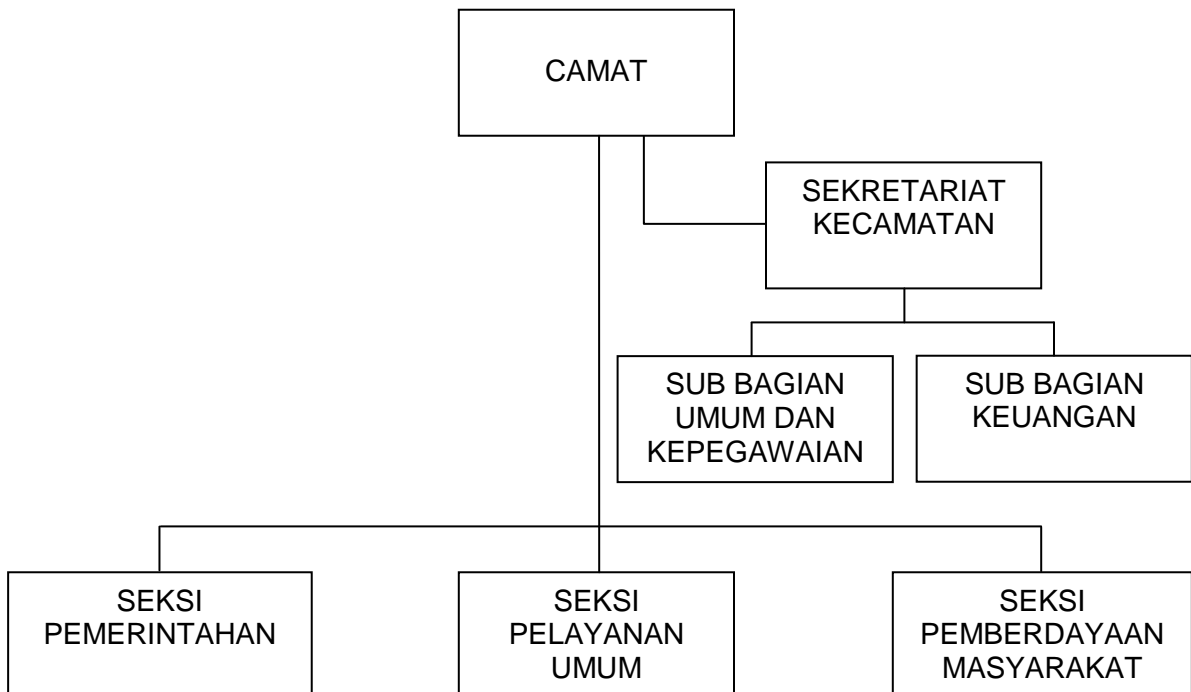 CAMAT
SEKRETARIAT
KECAMATAN
SUB BAGIAN
UMUM DAN
KEPEGAWAIAN
SUB BAGIAN
KEUANGAN
SEKSI
PEMERINTAHAN
SEKSI
PELAYANAN
UMUM
SEKSI
PEMBERDAYAAN
MASYARAKAT